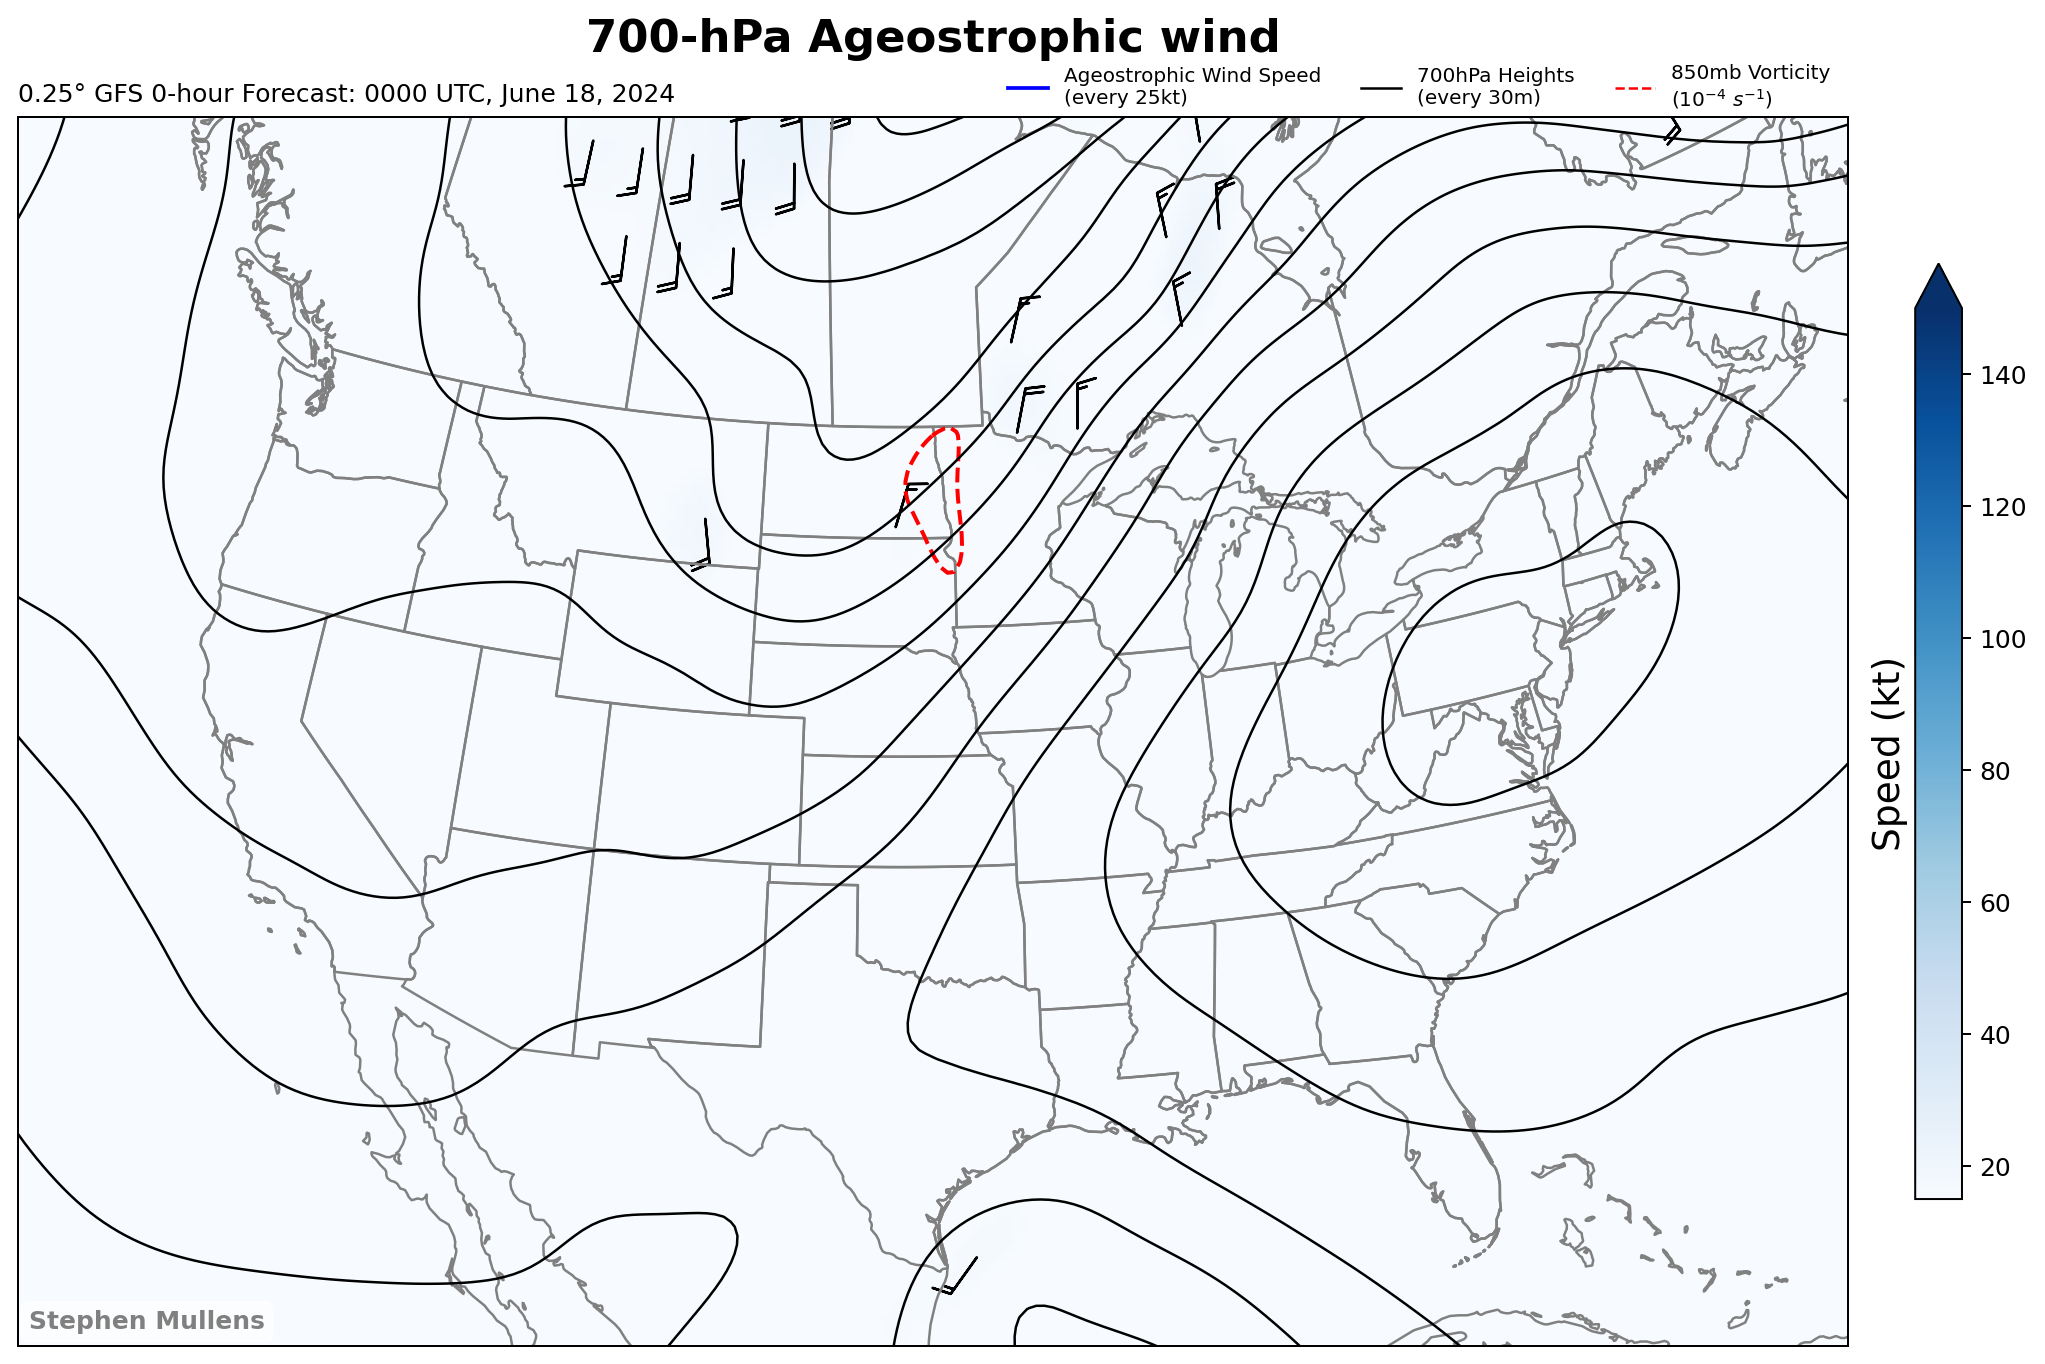 700-hPa Ageostrophic wind
0.25° GFS 0-hour Forecast: 0000 UTC, June 18, 2024
Ageostrophic Wind Speed
(every 25kt)
700hPa Heights
(every 30m)
850mb Vorticity
(10⁻⁴ s⁻¹)
140
120
100
80
60
40
20
Speed (kt)
Stephen Mullens